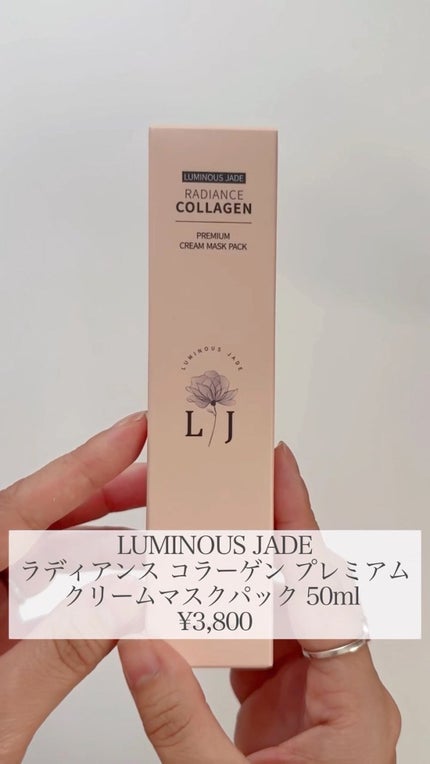 LUMINOUS JADE
RADIANCE
COLLAGEN
PREMIUM
CREAM MASK PACK
LUMINOUS JADE
L J
LUMINOUS JADE
ラディアンス コラーゲン プレミアム
クリームマスクパック 50ml
¥3,800